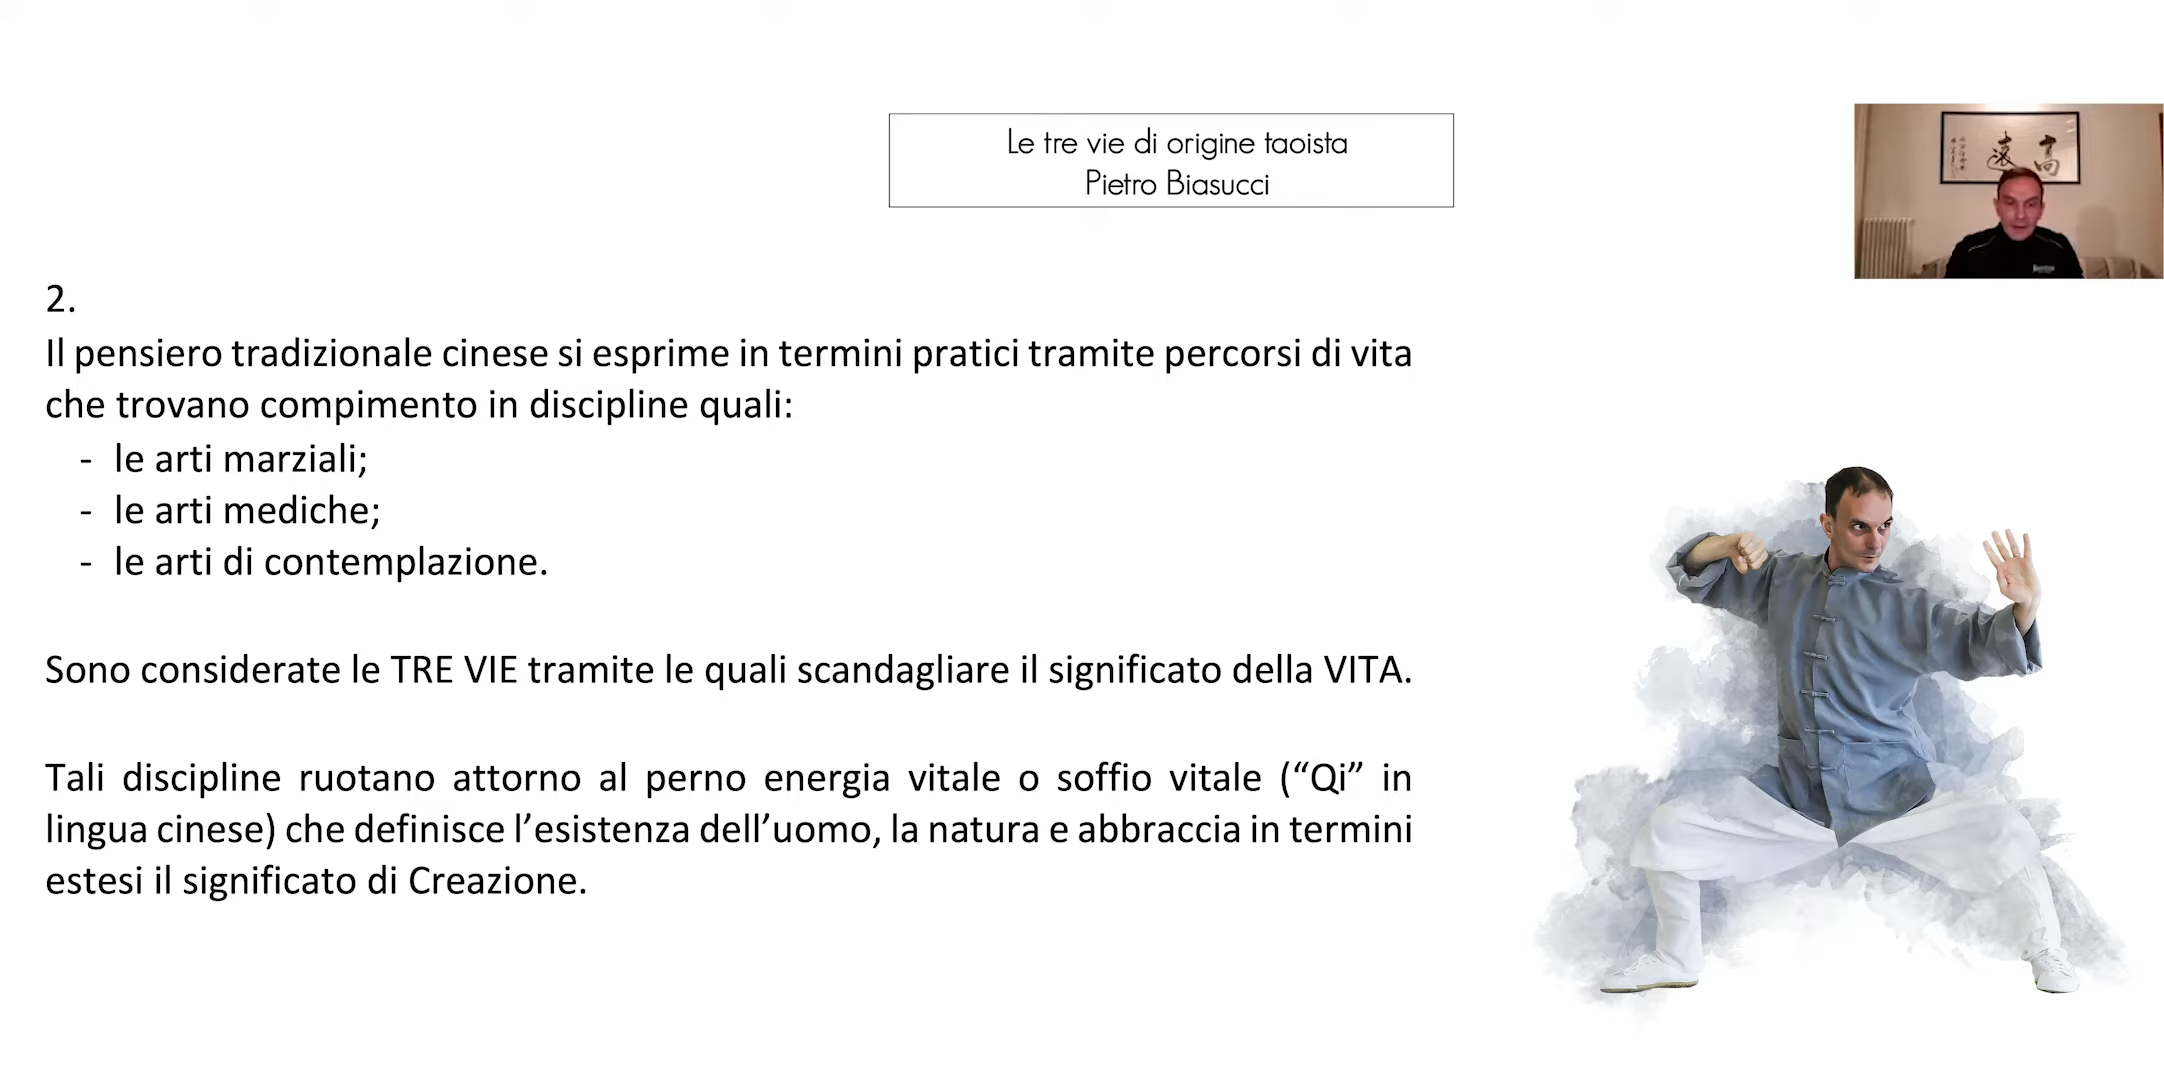 Le tre vie di origine taoista
Pietro Biasucci
高
遠
2.
Il pensiero tradizionale cinese si esprime in termini pratici tramite percorsi di vita
che trovano compimento in discipline quali:
- le arti marziali;
- le arti mediche;
- le arti di contemplazione.
Sono considerate le TRE VIE tramite le quali scandagliare il significato della VITA.
Tali discipline ruotano attorno al perno energia vitale o soffio vitale (“Qi” in
lingua cinese) che definisce l’esistenza dell’uomo, la natura e abbraccia in termini
estesi il significato di Creazione.